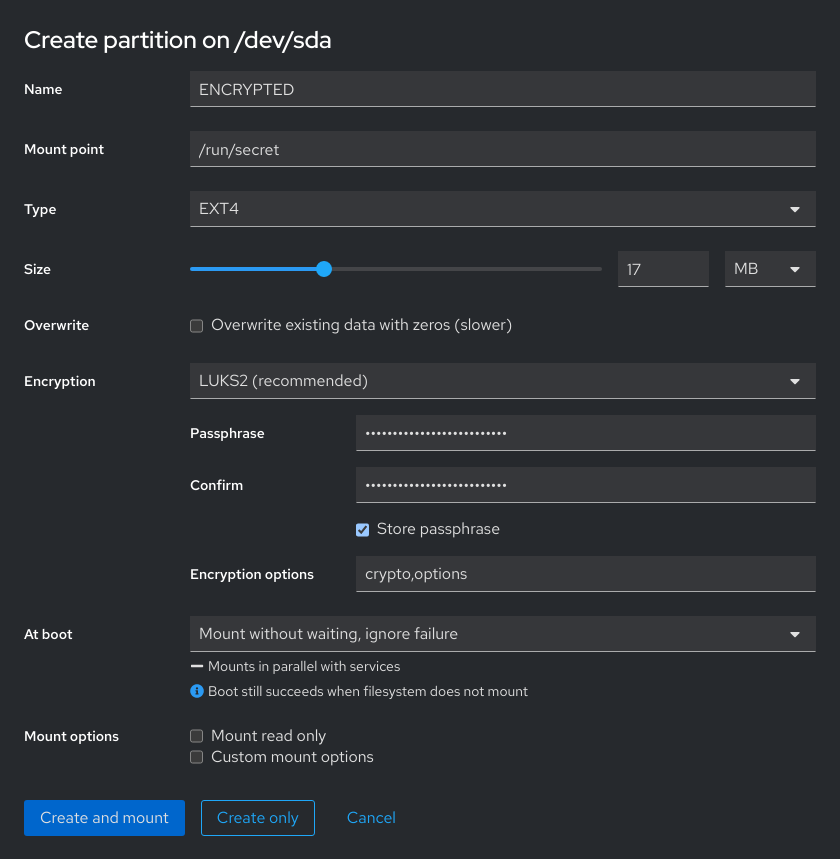 Create partition on /dev/sda
Name ENCRYPTED
Mount point /run/secret
Type EXT4
Size 17 MB
Overwrite Overwrite existing data with zeros (slower)
Encryption LUKS2 (recommended)
Passphrase ••••••••••••••••••••••••••
Confirm ••••••••••••••••••••••••••
Store passphrase
Encryption options crypto,options
At boot Mount without waiting, ignore failure
Mounts in parallel with services
Boot still succeeds when filesystem does not mount
Mount options Mount read only
Custom mount options
Create and mount Create only Cancel